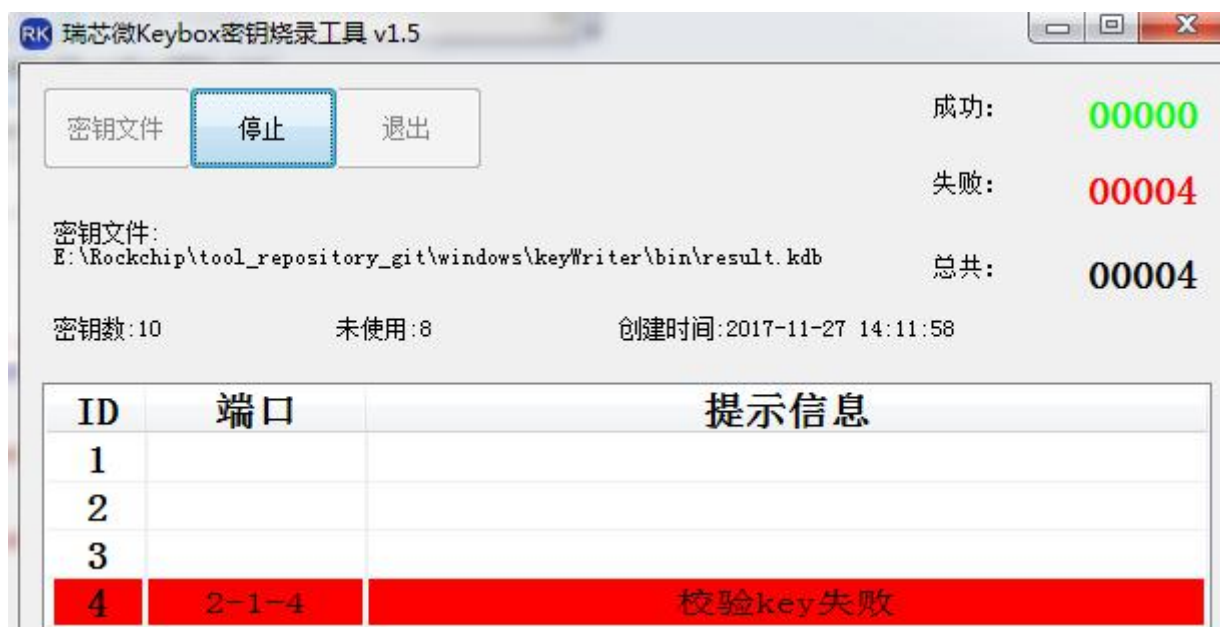 RK 瑞芯微Keybox密钥烧录工具 v1.5
密钥文件 停止 退出
成功: 00000
失败: 00004
密钥文件:
E:\Rockchip\tool_repository_git\windows\keyWriter\bin\result.kdb
总共: 00004
密钥数:10 未使用:8 创建时间:2017-11-27 14:11:58
ID 端口 提示信息
1
2
3
4 2-1-4 校验key失败